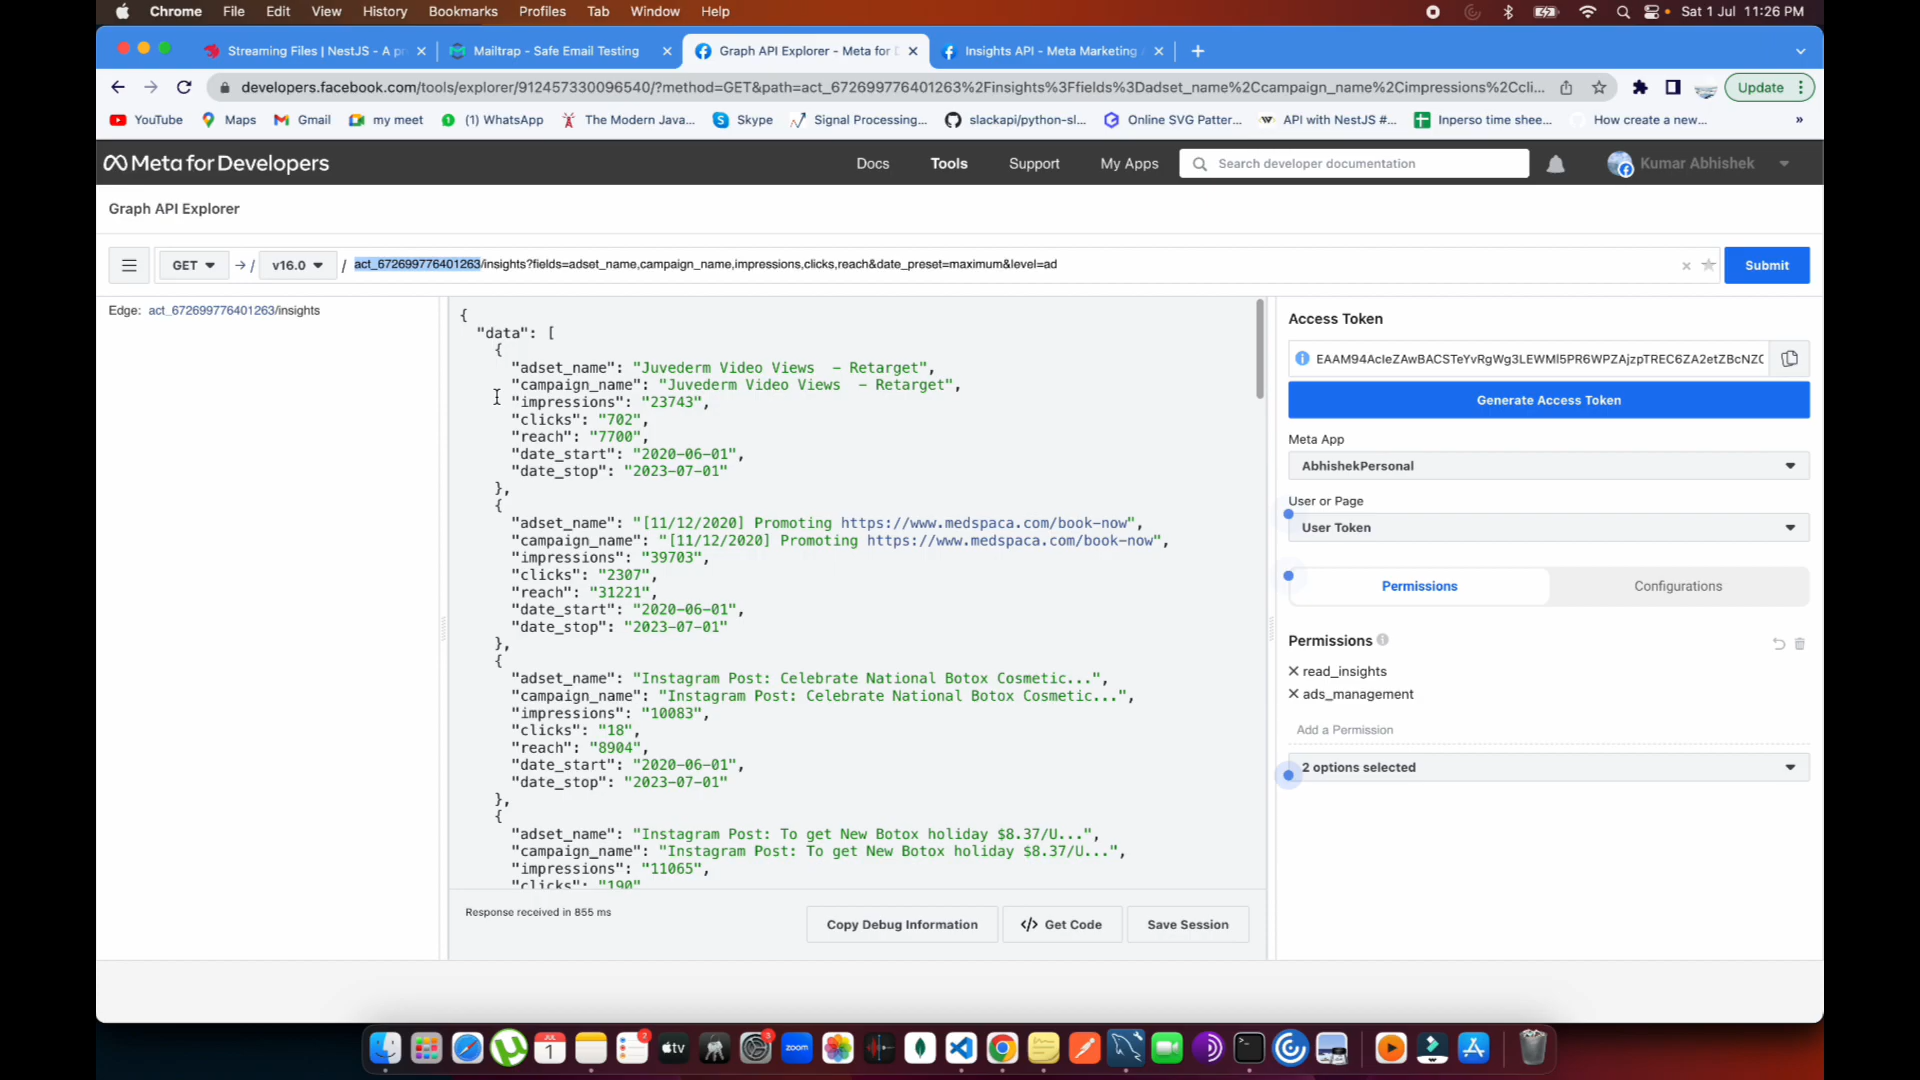 Chrome File Edit View History Bookmarks Profiles Tab Window Help Sat 1 Jul 11:26 PM
Streaming Files | NestJS - A pr Mailtrap - Safe Email Testing Graph API Explorer - Meta for D Insights API - Meta Marketing A
developers.facebook.com/tools/explorer/912457330096540/?method=GET&path=act_672699776401263%2Finsights%3Ffields%3Dadset_name%2Ccampaign_name%2Cimpressions%2Ccli... Update
YouTube Maps Gmail my meet (1) WhatsApp The Modern Java... Skype Signal Processing... slackapi/python-sl... Online SVG Patter... API with NestJS #... Inperso time shee... How create a new... »
Meta for Developers Docs Tools Support My Apps Search developer documentation Kumar Abhishek
Graph API Explorer
GET → / v16.0 / act_672699776401263/insights?fields=adset_name,campaign_name,impressions,clicks,reach&date_preset=maximum&level=ad Submit
Edge: act_672699776401263/insights
{
"data": [
{
"adset_name": "Juvederm Video Views – Retarget",
"campaign_name": "Juvederm Video Views – Retarget",
"impressions": "23743",
"clicks": "702",
"reach": "7700",
"date_start": "2020-06-01",
"date_stop": "2023-07-01"
},
{
"adset_name": "[11/12/2020] Promoting https://www.medspaca.com/book-now",
"campaign_name": "[11/12/2020] Promoting https://www.medspaca.com/book-now",
"impressions": "39703",
"clicks": "2307",
"reach": "31221",
"date_start": "2020-06-01",
"date_stop": "2023-07-01"
},
{
"adset_name": "Instagram Post: Celebrate National Botox Cosmetic...",
"campaign_name": "Instagram Post: Celebrate National Botox Cosmetic...",
"impressions": "10083",
"clicks": "18",
"reach": "8904",
"date_start": "2020-06-01",
"date_stop": "2023-07-01"
},
{
"adset_name": "Instagram Post: To get New Botox holiday $8.37/U...",
"campaign_name": "Instagram Post: To get New Botox holiday $8.37/U...",
"impressions": "11065",
"clicks": "190"
Response received in 855 ms
Copy Debug Information </> Get Code Save Session
Access Token
Generate Access Token
Meta App
AbhishekPersonal
User or Page
User Token
Permissions Configurations
Permissions
read_insights
ads_management
Add a Permission
2 options selected
JUL
1
2
tv
3
zoom